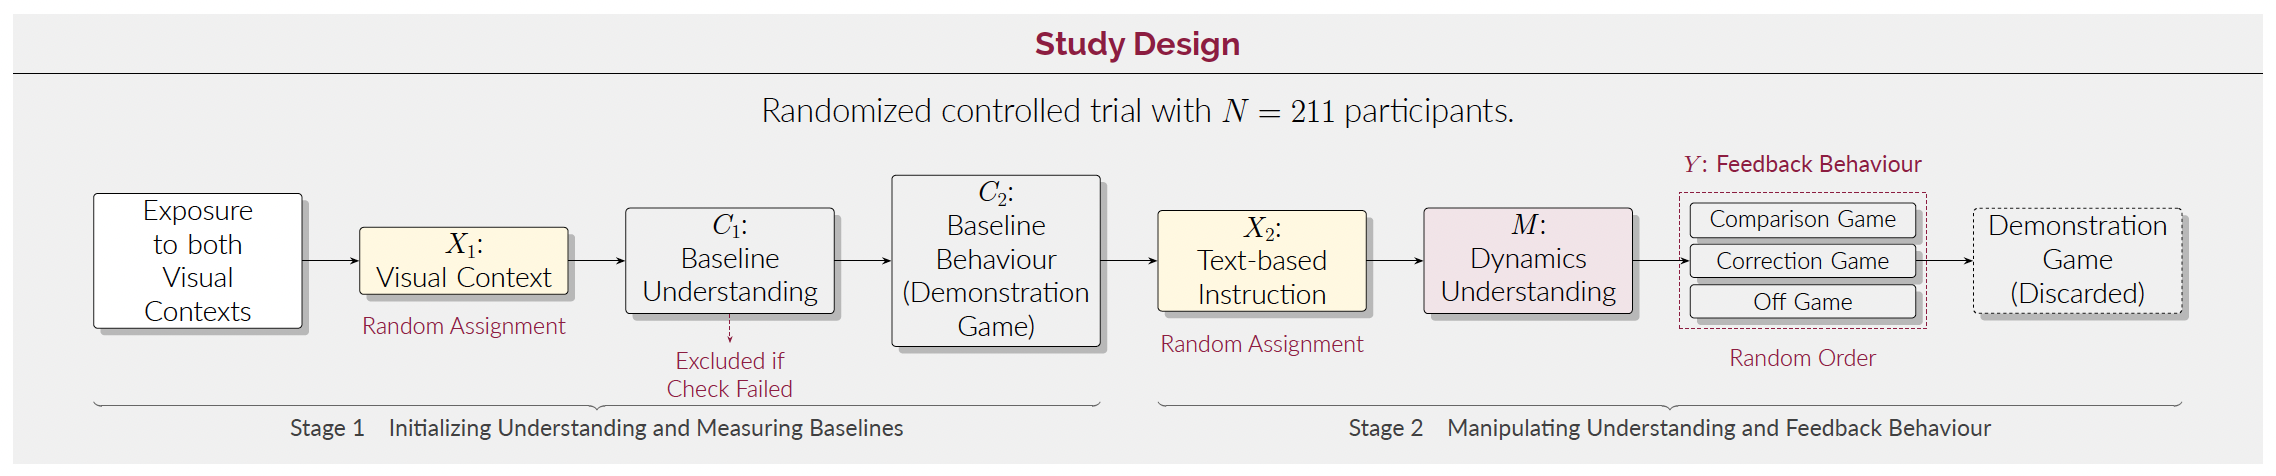 Study Design
Randomized controlled trial with N = 211 participants.
Exposure
to both
Visual
Contexts
X₁:
Visual Context
Random Assignment
C₁:
Baseline
Understanding
Excluded if
Check Failed
C₂:
Baseline
Behaviour
(Demonstration
Game)
Stage 1 Initializing Understanding and Measuring Baselines
X₂:
Text-based
Instruction
Random Assignment
M:
Dynamics
Understanding
Y: Feedback Behaviour
Comparison Game
Correction Game
Off Game
Random Order
Demonstration
Game
(Discarded)
Stage 2 Manipulating Understanding and Feedback Behaviour